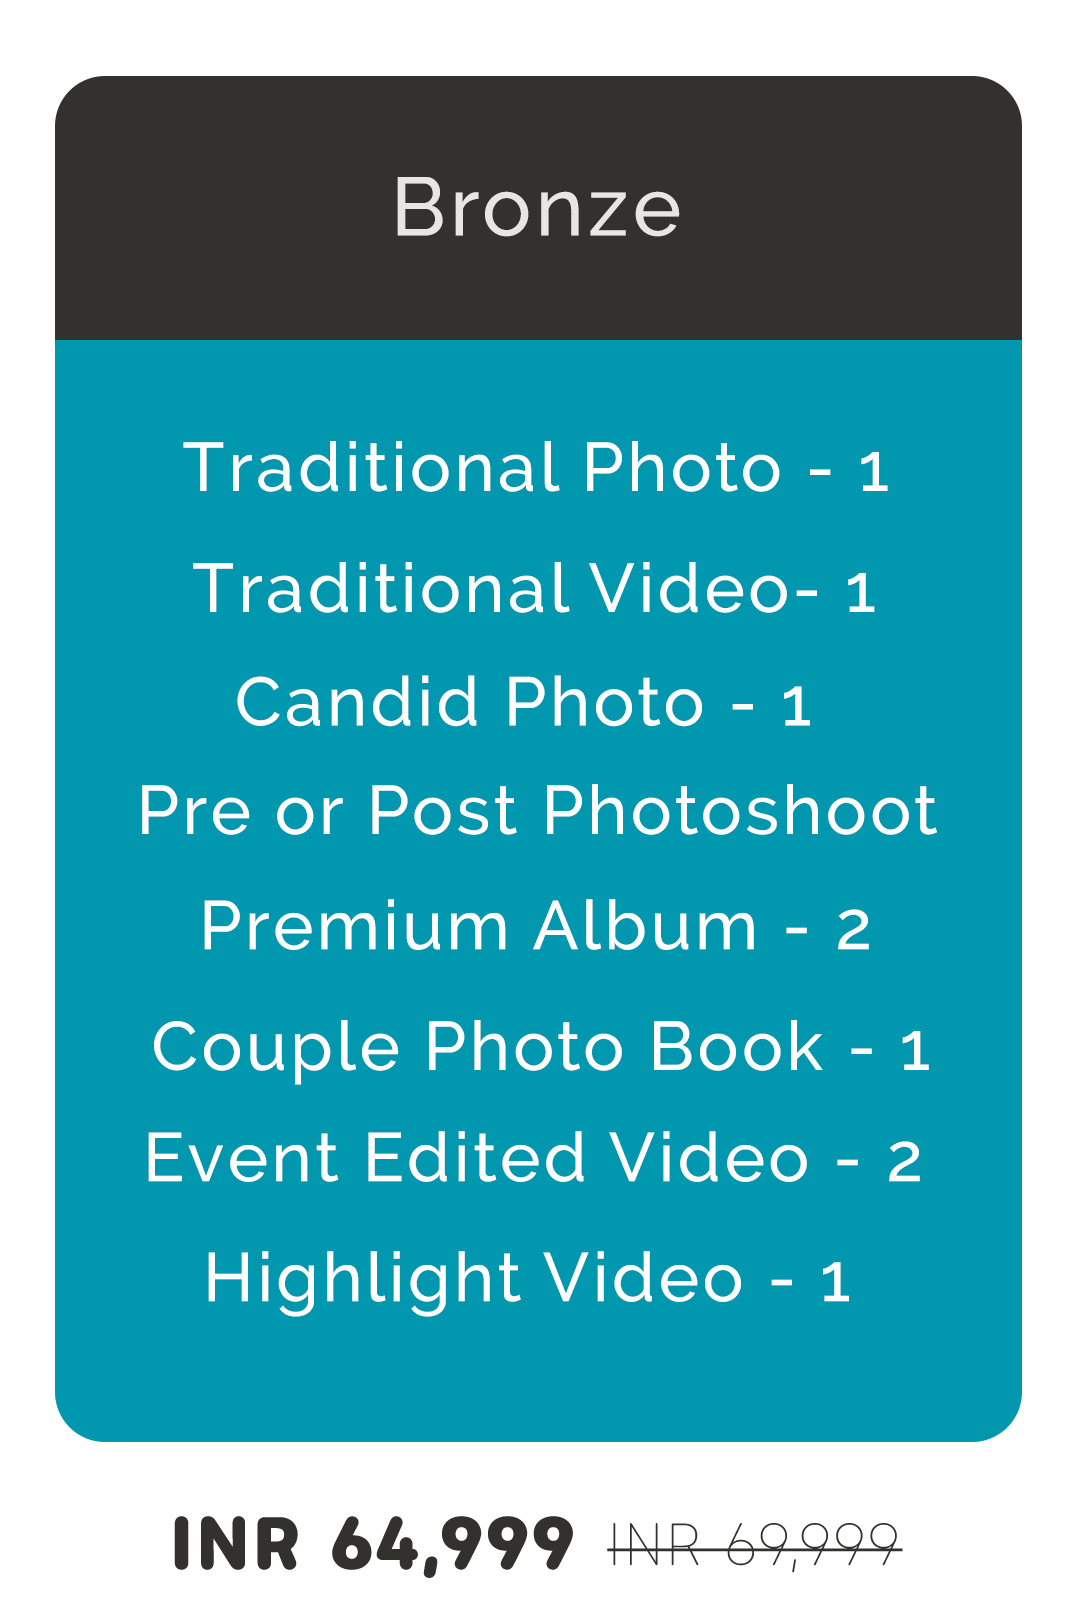 Bronze
Traditional Photo - 1
Traditional Video- 1
Candid Photo - 1
Pre or Post Photoshoot
Premium Album - 2
Couple Photo Book - 1
Event Edited Video - 2
Highlight Video - 1
INR 64,999 INR 69,999